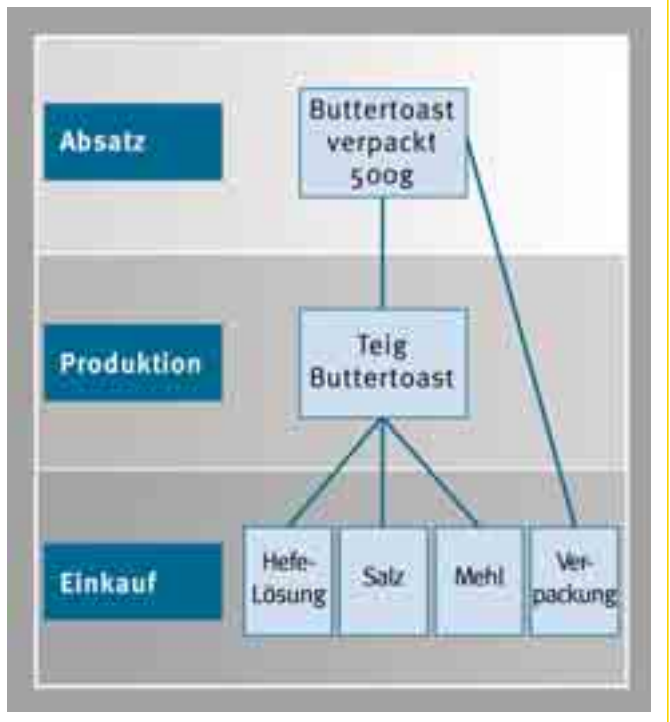 Absatz
Buttertoast
verpackt
500g
Produktion
Teig
Buttertoast
Einkauf
Hefe-
Lösung
Salz
Mehl
Ver-
packung